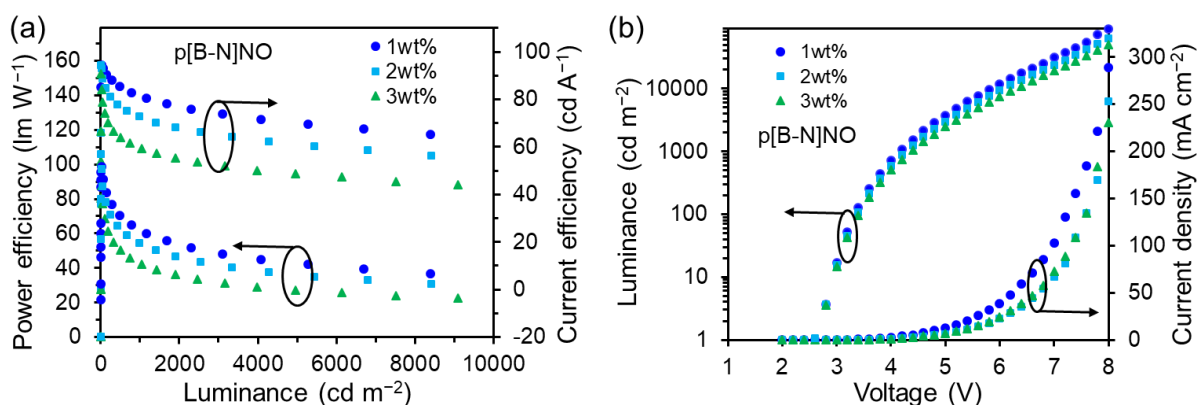 (a)
Power efficiency (lm W⁻¹)
160
140
120
100
80
60
40
20
0
p[B-N]NO
1wt%
2wt%
3wt%
100
80
60
40
20
0
-20
Current efficiency (cd A⁻¹)
0
2000
4000
6000
8000
10000
Luminance (cd m⁻²)
(b)
Luminance (cd m⁻²)
10000
1000
100
10
1
1wt%
2wt%
3wt%
p[B-N]NO
300
250
200
150
100
50
0
Current density (mA cm⁻²)
1
2
3
4
5
6
7
8
Voltage (V)